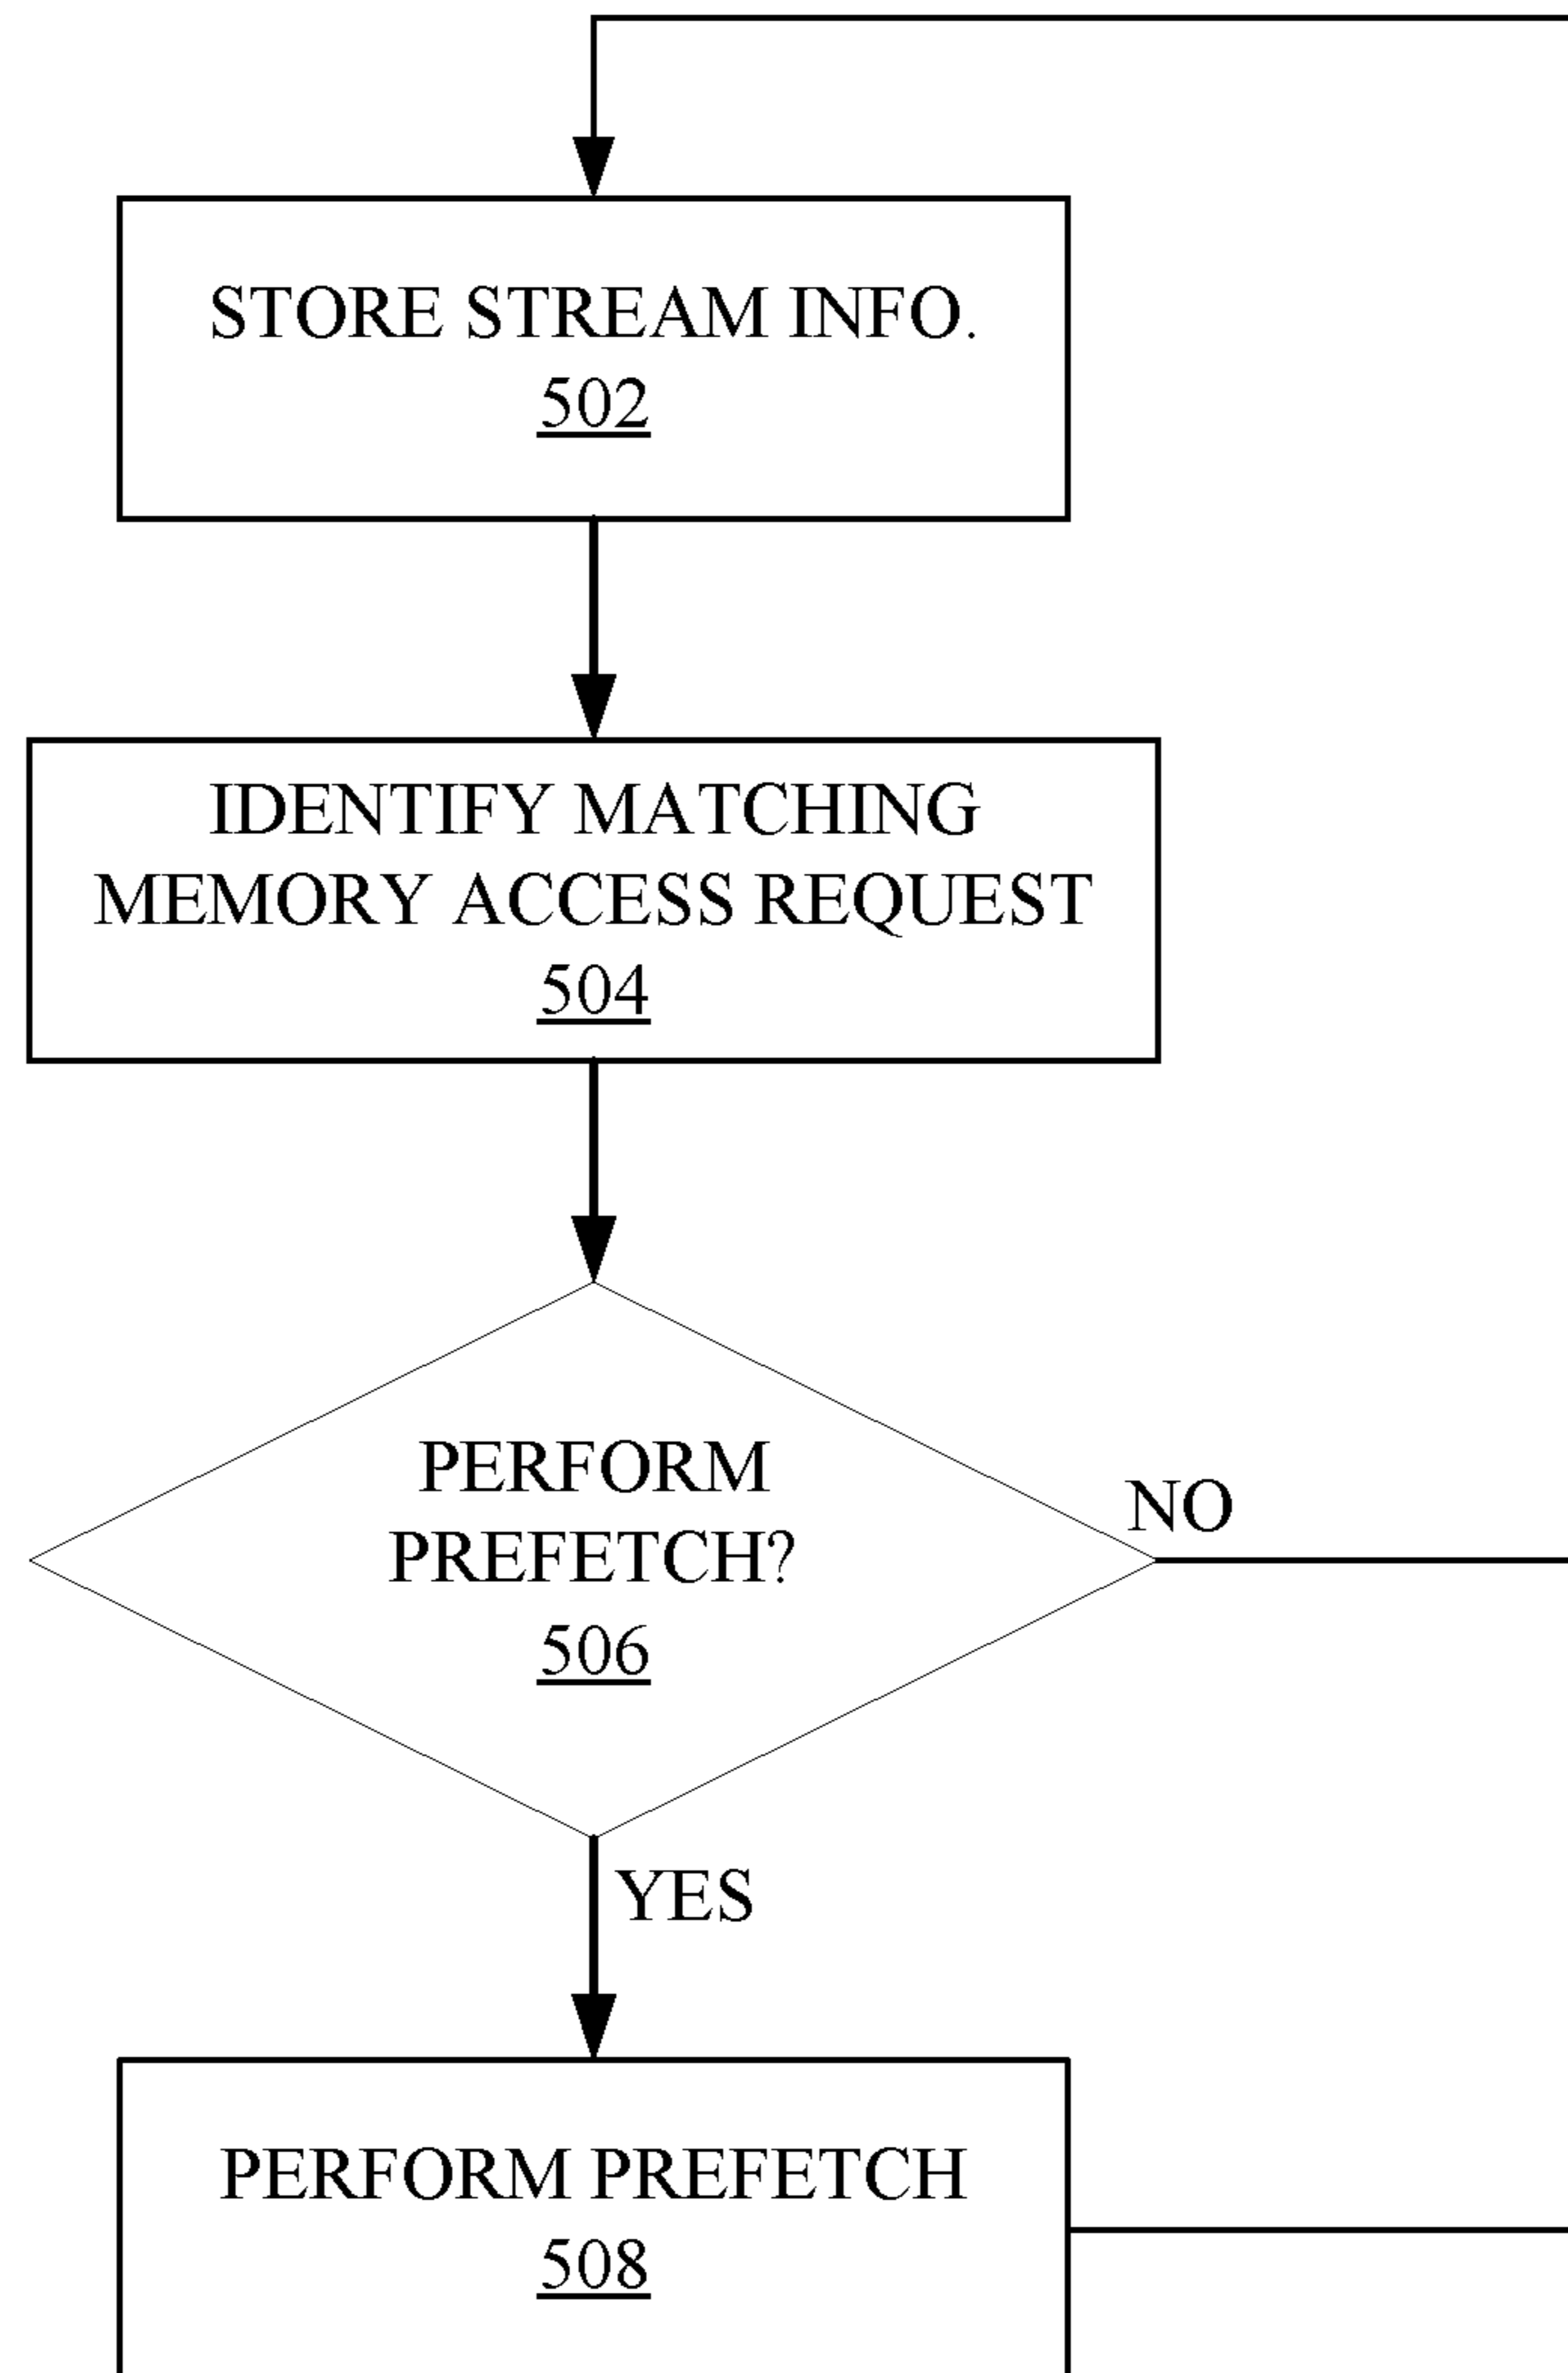 STORE STREAM INFO.
502
IDENTIFY MATCHING
MEMORY ACCESS REQUEST
504
PERFORM
PREFETCH?
506
NO
YES
PERFORM PREFETCH
508